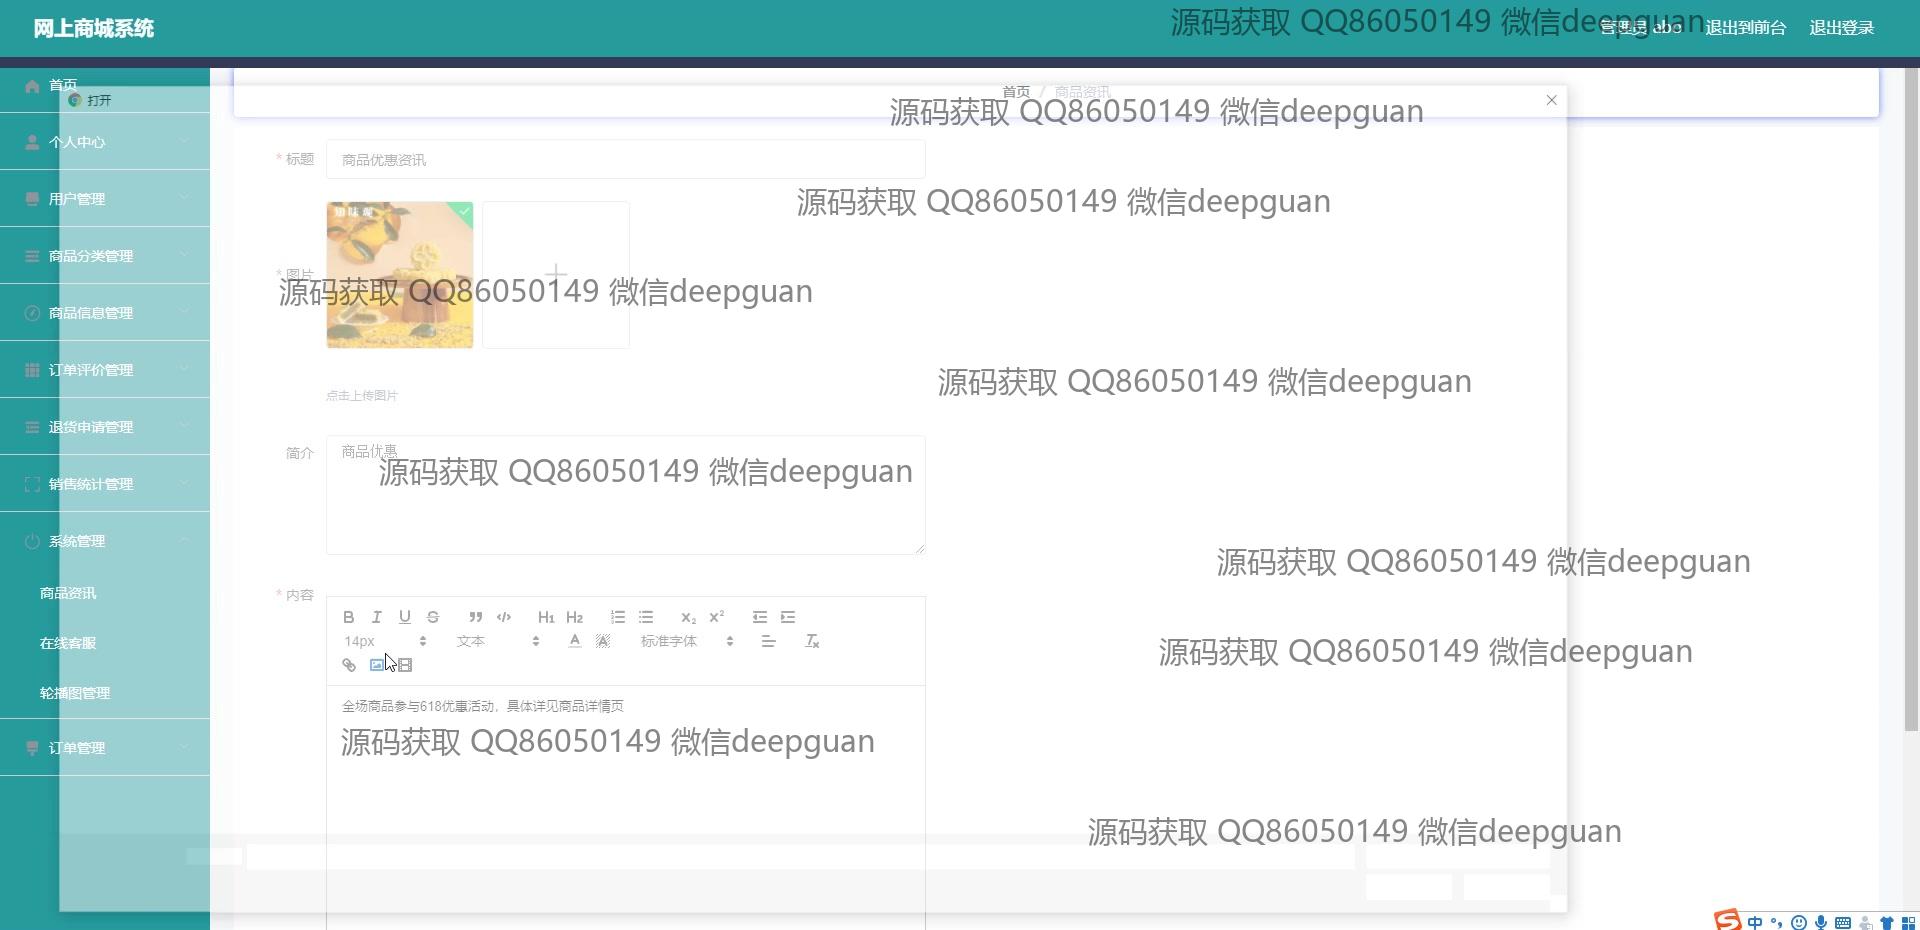 网上商城系统
源码获取 QQ86050149 微信deepguan
退出到前台
退出登录
首页
打开
首页 / 商品资讯
源码获取 QQ86050149 微信deepguan
个人中心
* 标题
商品优惠资讯
用户管理
源码获取 QQ86050149 微信deepguan
知味观
商品分类管理
* 图片
源码获取 QQ86050149 微信deepguan
商品信息管理
订单评价管理
源码获取 QQ86050149 微信deepguan
点击上传图片
退货申请管理
简介
商品优惠
源码获取 QQ86050149 微信deepguan
销售统计管理
系统管理
源码获取 QQ86050149 微信deepguan
商品资讯
* 内容
B I U S H1 H2 x2 x2
在线客服
14px 文本 A A 标准字体 Tx
源码获取 QQ86050149 微信deepguan
轮播图管理
全场商品参与618优惠活动，具体详见商品详情页
订单管理
源码获取 QQ86050149 微信deepguan
源码获取 QQ86050149 微信deepguan
S 中